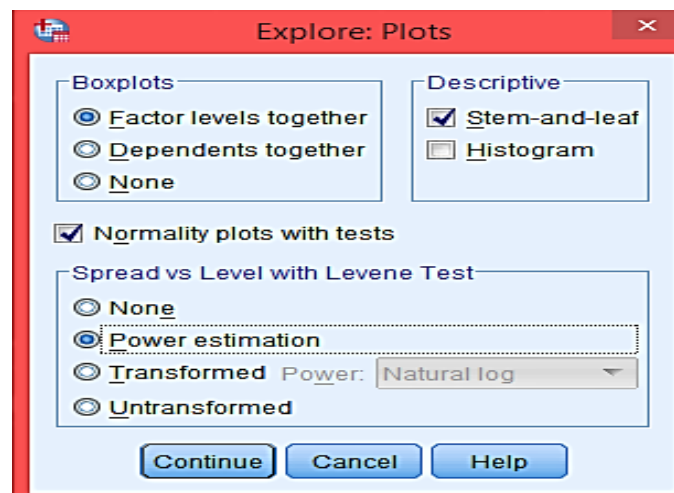 Explore: Plots
Boxplots
Factor levels together
Dependents together
None
Descriptive
Stem-and-leaf
Histogram
Normality plots with tests
Spread vs Level with Levene Test
None
Power estimation
Transformed Power: Natural log
Untransformed
Continue Cancel Help